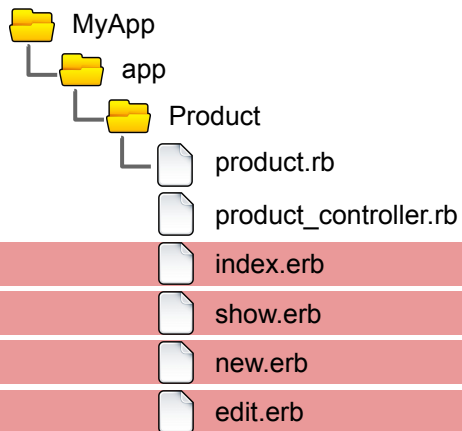 MyApp
app
Product
product.rb
product_controller.rb
index.erb
show.erb
new.erb
edit.erb